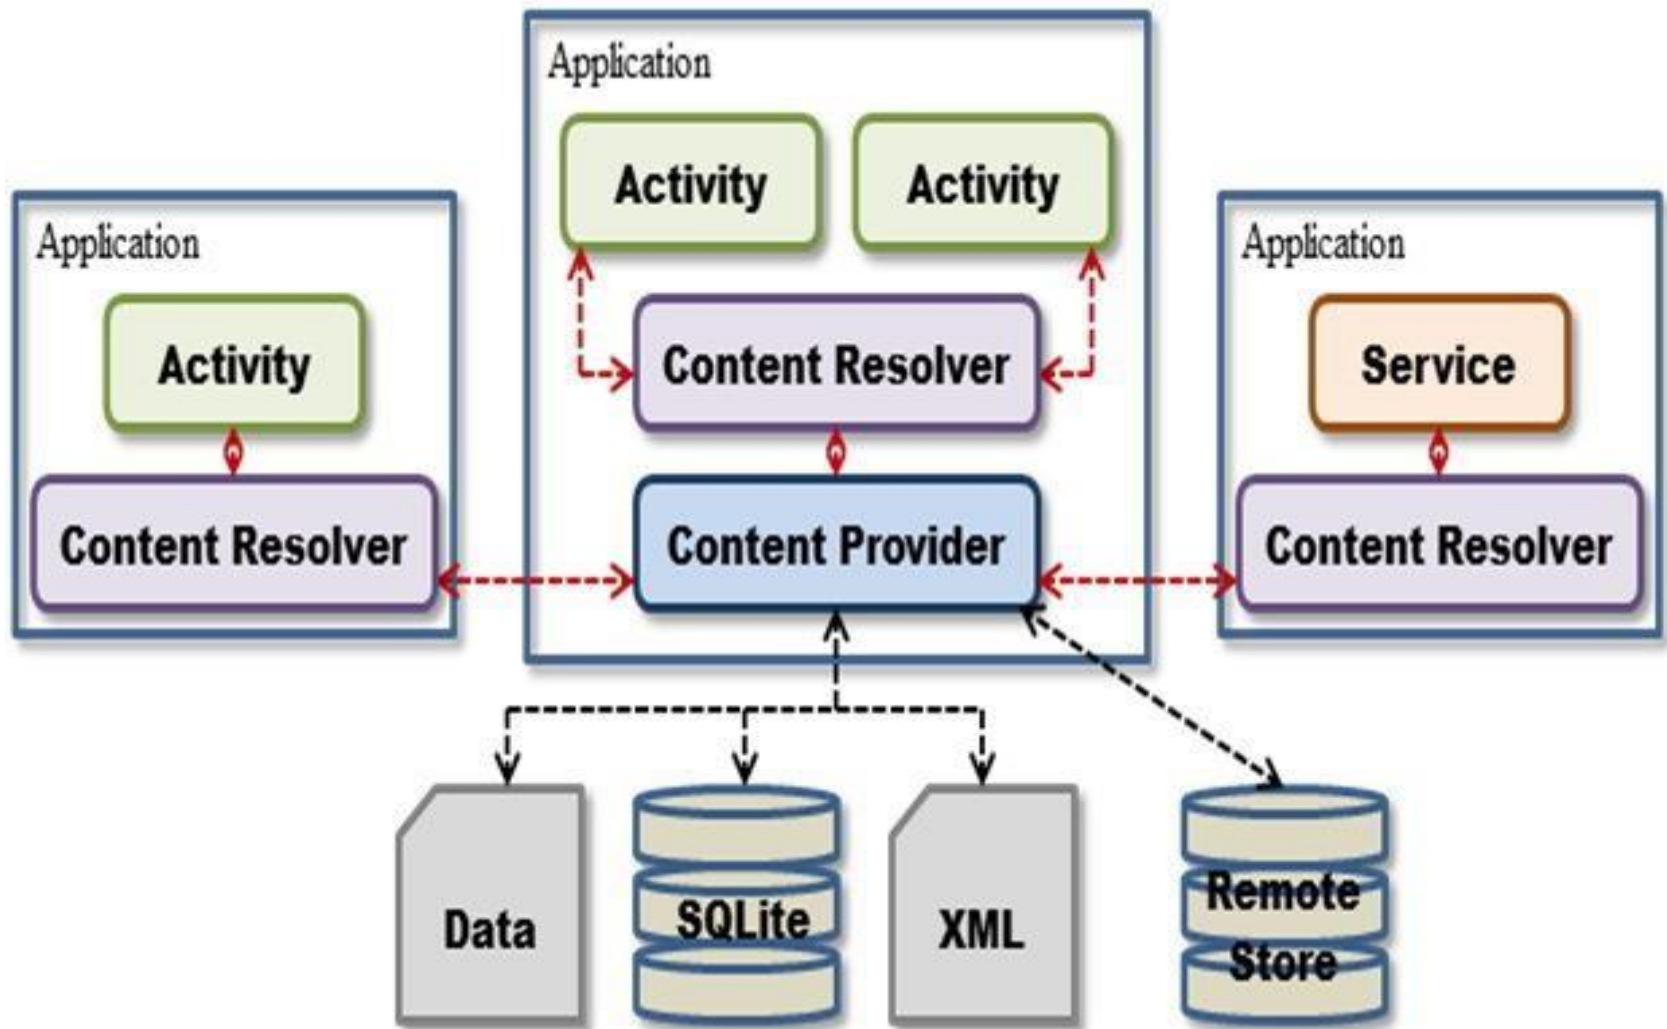 Application
Activity
Activity
Content Resolver
Content Provider
Application
Activity
Content Resolver
Application
Service
Content Resolver
Data
SQLite
XML
Remote
Store